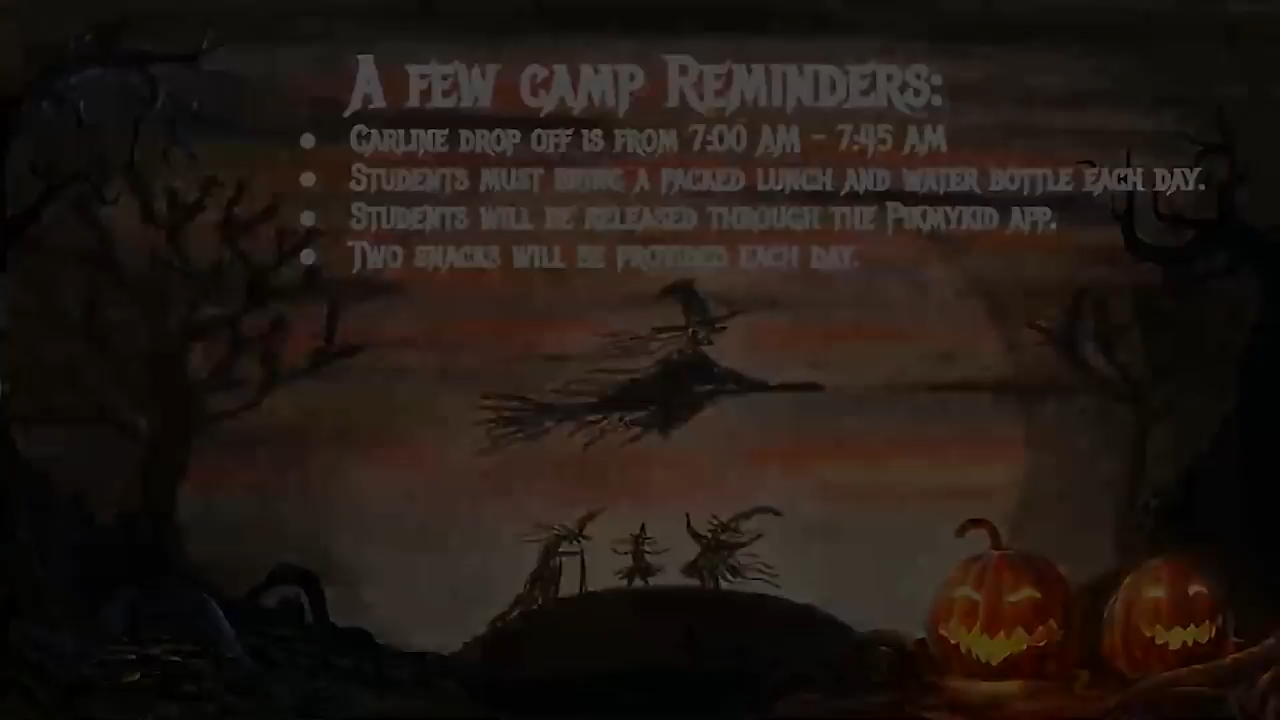 A few camp Reminders:
• Carline drop off is from 7:00 AM - 7:45 AM
• Students must bring a packed lunch and water bottle each day.
• Students will be released through the Pikmykid app.
• Two snacks will be provided each day.